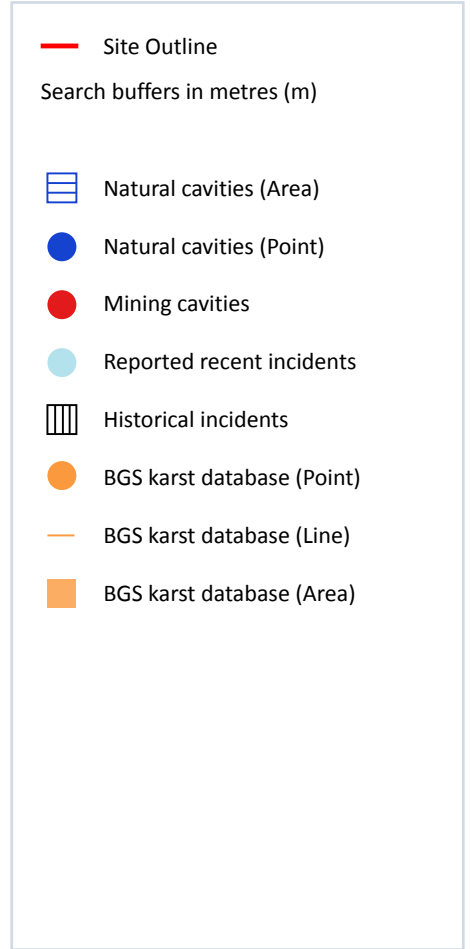 Site Outline
Search buffers in metres (m)
Natural cavities (Area)
Natural cavities (Point)
Mining cavities
Reported recent incidents
Historical incidents
BGS karst database (Point)
BGS karst database (Line)
BGS karst database (Area)